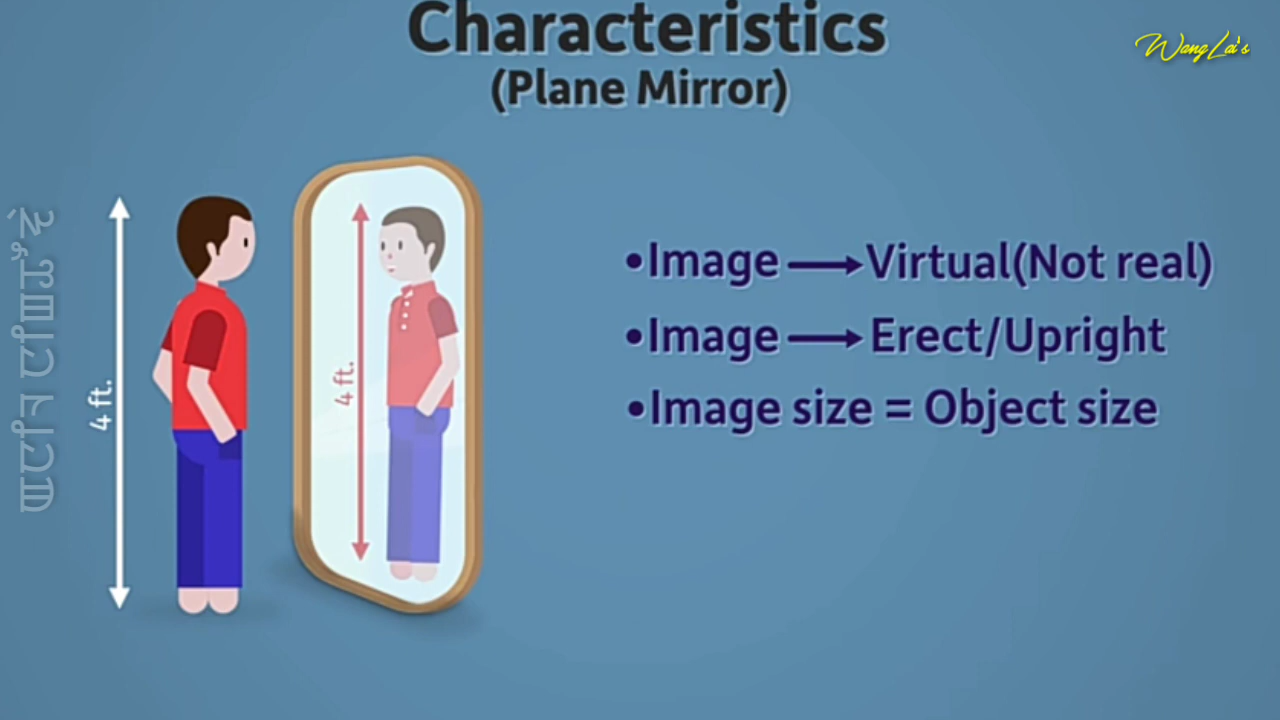 Characteristics
(Plane Mirror)
WangLai's
4 ft.
4 ft.
•Image → Virtual(Not real)
•Image → Erect/Upright
•Image size = Object size